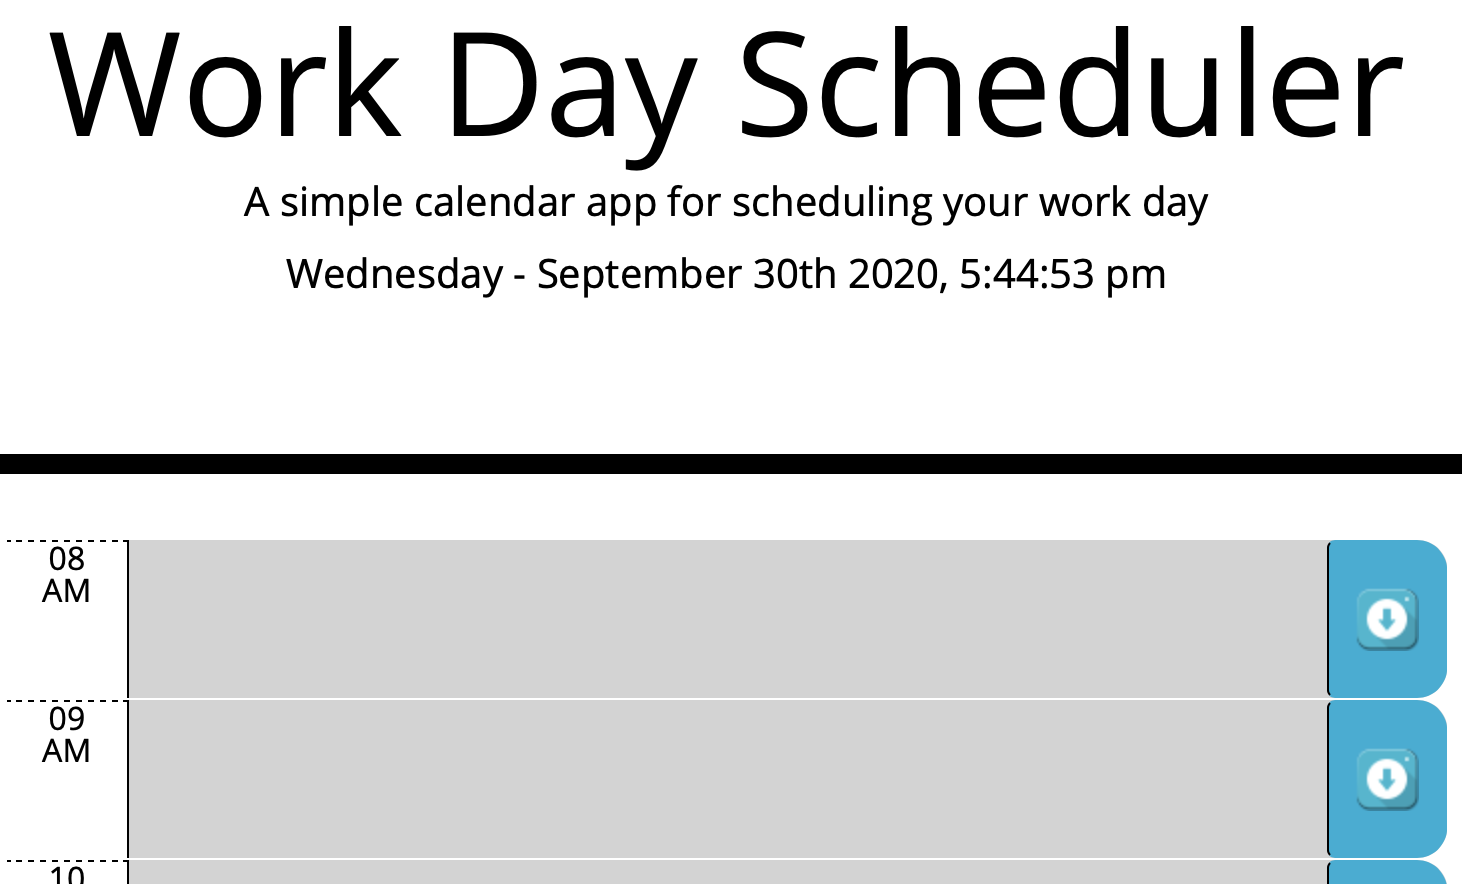 Work Day Scheduler
A simple calendar app for scheduling your work day
Wednesday - September 30th 2020, 5:44:53 pm
08
AM
09
AM
10